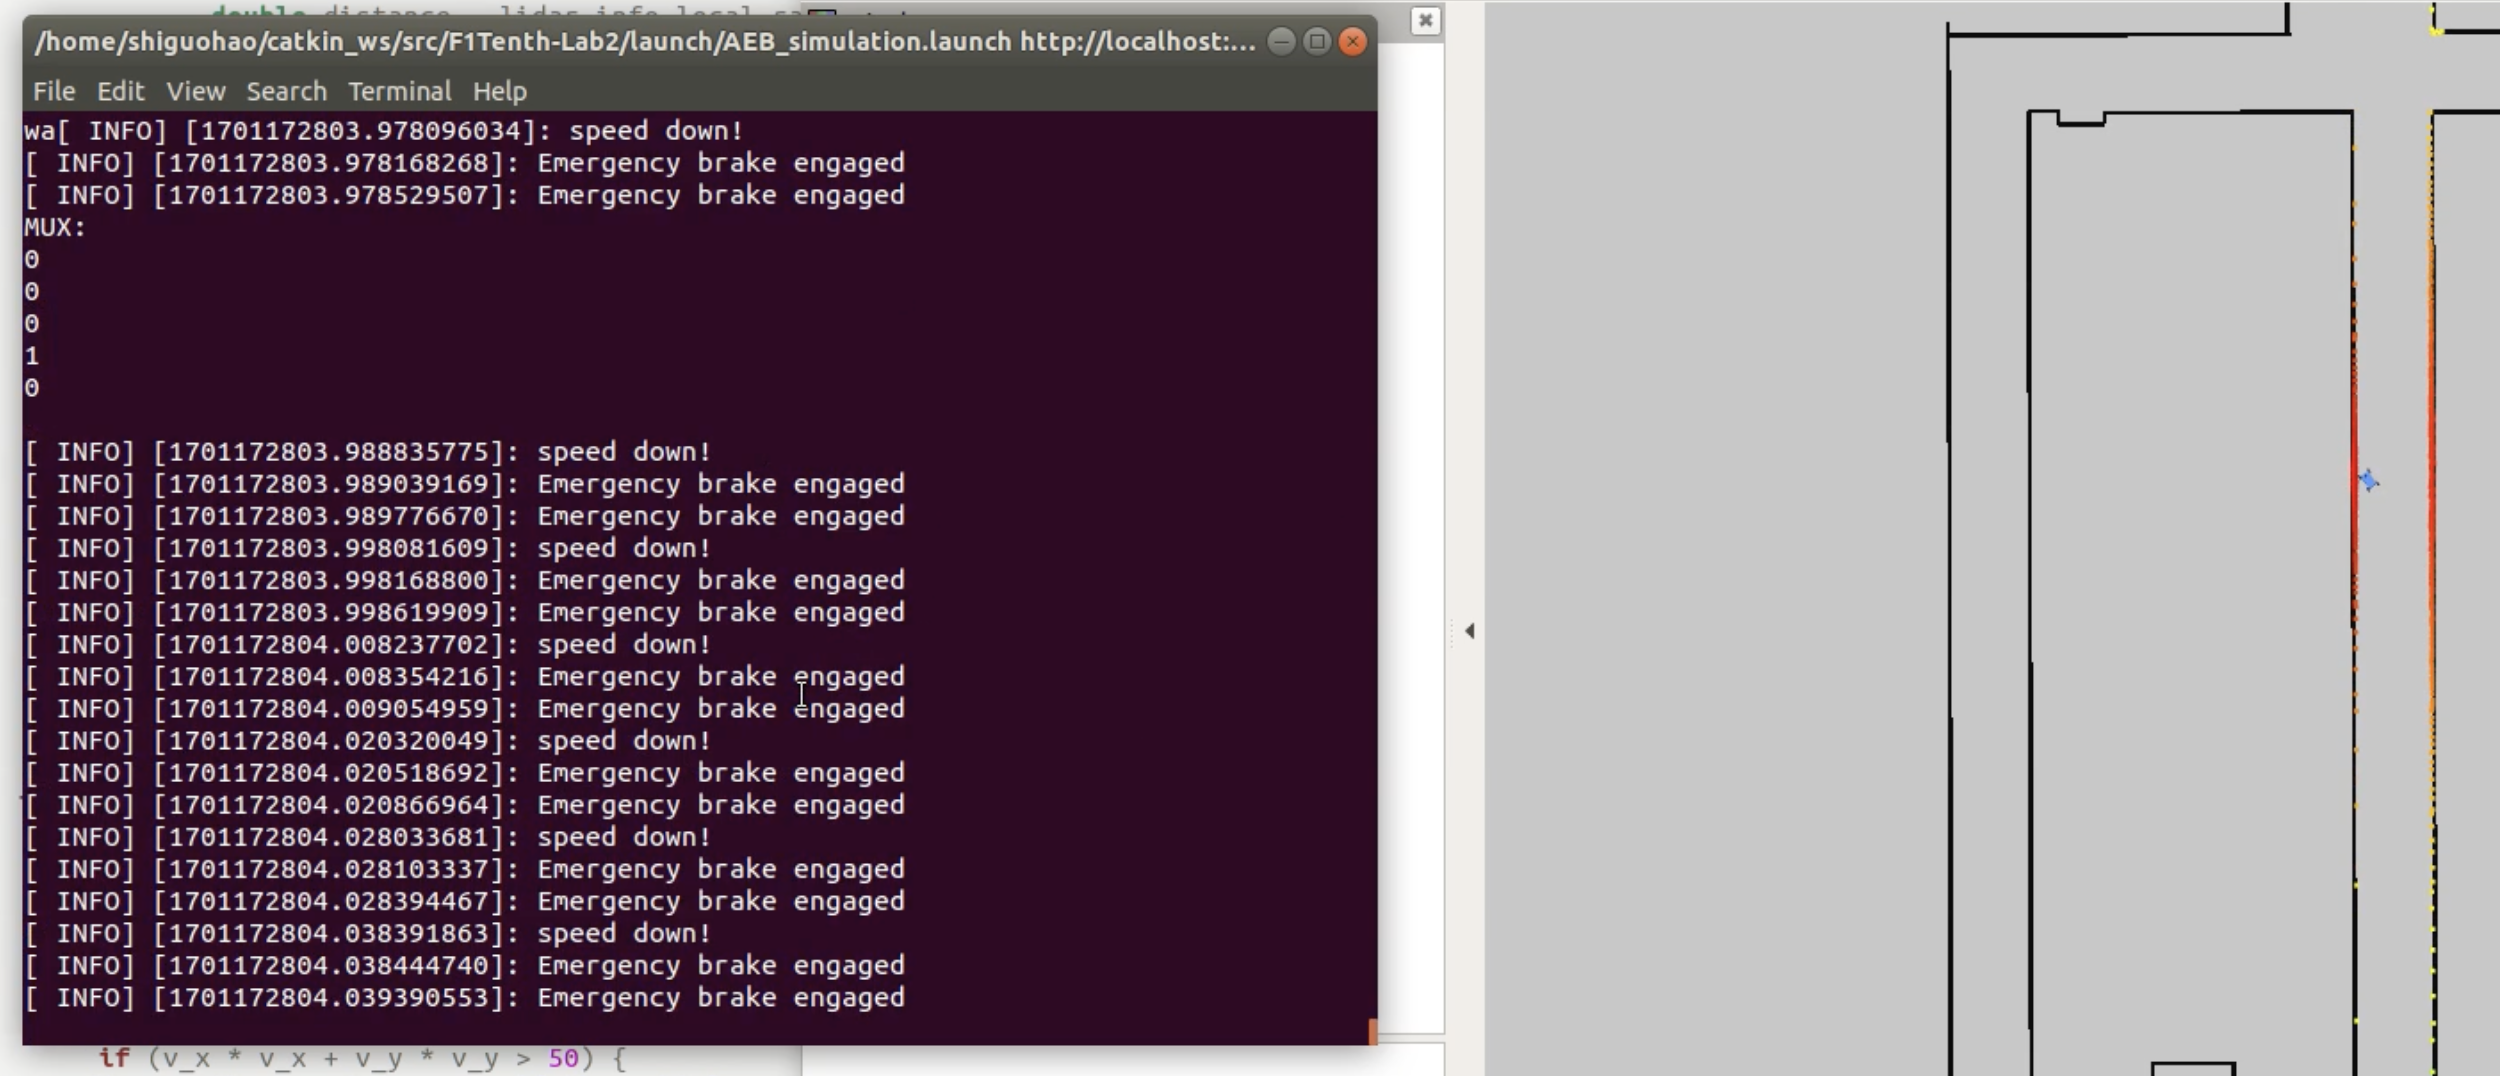 double distance = lidar_info.local_sa
/home/shiguohao/catkin_ws/src/F1Tenth-Lab2/launch/AEB_simulation.launch http://localhost:...
File Edit View Search Terminal Help
wa[ INFO] [1701172803.978096034]: speed down!
[ INFO] [1701172803.978168268]: Emergency brake engaged
[ INFO] [1701172803.978529507]: Emergency brake engaged
MUX:
0
0
0
1
0
[ INFO] [1701172803.988835775]: speed down!
[ INFO] [1701172803.989039169]: Emergency brake engaged
[ INFO] [1701172803.989776670]: Emergency brake engaged
[ INFO] [1701172803.998081609]: speed down!
[ INFO] [1701172803.998168800]: Emergency brake engaged
[ INFO] [1701172803.998619909]: Emergency brake engaged
[ INFO] [1701172804.008237702]: speed down!
[ INFO] [1701172804.008354216]: Emergency brake engaged
[ INFO] [1701172804.009054959]: Emergency brake engaged
[ INFO] [1701172804.020320049]: speed down!
[ INFO] [1701172804.020518692]: Emergency brake engaged
[ INFO] [1701172804.020866964]: Emergency brake engaged
[ INFO] [1701172804.028033681]: speed down!
[ INFO] [1701172804.028103337]: Emergency brake engaged
[ INFO] [1701172804.028394467]: Emergency brake engaged
[ INFO] [1701172804.038391863]: speed down!
[ INFO] [1701172804.038444740]: Emergency brake engaged
[ INFO] [1701172804.039390553]: Emergency brake engaged
if (v_x * v_x + v_y * v_y > 50) {